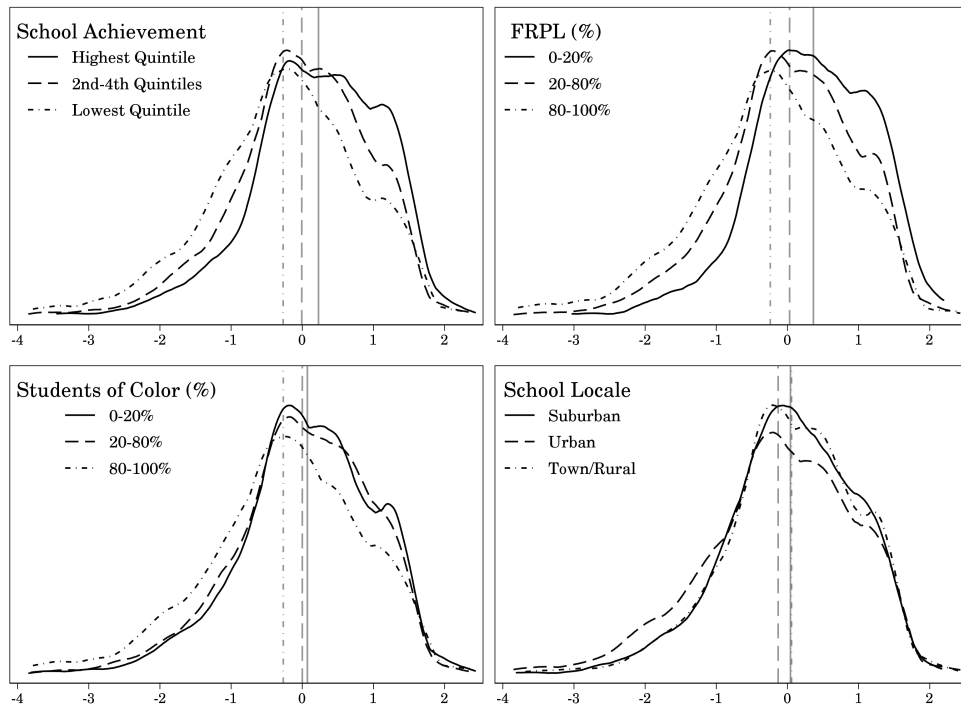 School Achievement
Highest Quintile
2nd-4th Quintiles
Lowest Quintile
-4 -3 -2 -1 0 1 2
FRPL (%)
0-20%
20-80%
80-100%
-4 -3 -2 -1 0 1 2
Students of Color (%)
0-20%
20-80%
80-100%
-4 -3 -2 -1 0 1 2
School Locale
Suburban
Urban
Town/Rural
-4 -3 -2 -1 0 1 2